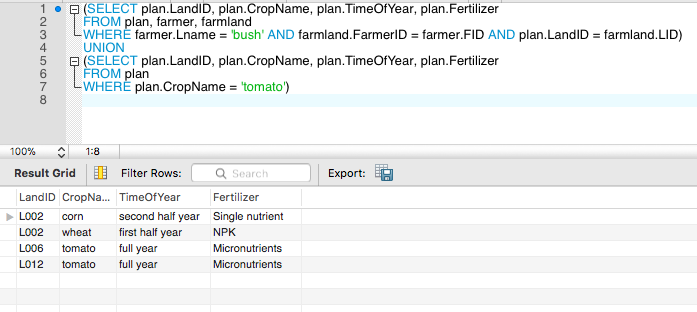 1 (SELECT plan.LandID, plan.CropName, plan.TimeOfYear, plan.Fertilizer
2 FROM plan, farmer, farmland
3 WHERE farmer.Lname = 'bush' AND farmland.FarmerID = farmer.FID AND plan.LandID = farmland.LID)
4 UNION
5 (SELECT plan.LandID, plan.CropName, plan.TimeOfYear, plan.Fertilizer
6 FROM plan
7 WHERE plan.CropName = 'tomato')
8
100% 1:8
Result Grid Filter Rows: Search Export:
LandID CropNa... TimeOfYear Fertilizer
L002 corn second half year Single nutrient
L002 wheat first half year NPK
L006 tomato full year Micronutrients
L012 tomato full year Micronutrients